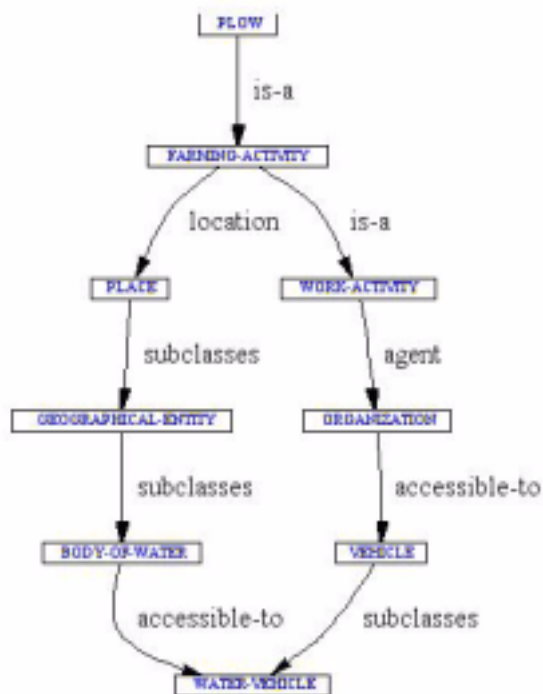 PLOW
is-a
FARMING-ACTIVITY
location is-a
PLACE WORK-ACTIVITY
subclasses agent
GEOGRAPHICAL-ENTITY ORGANIZATION
subclasses accessible-to
BODY-OF-WATER VEHICLE
accessible-to subclasses
WATER-VEHICLE